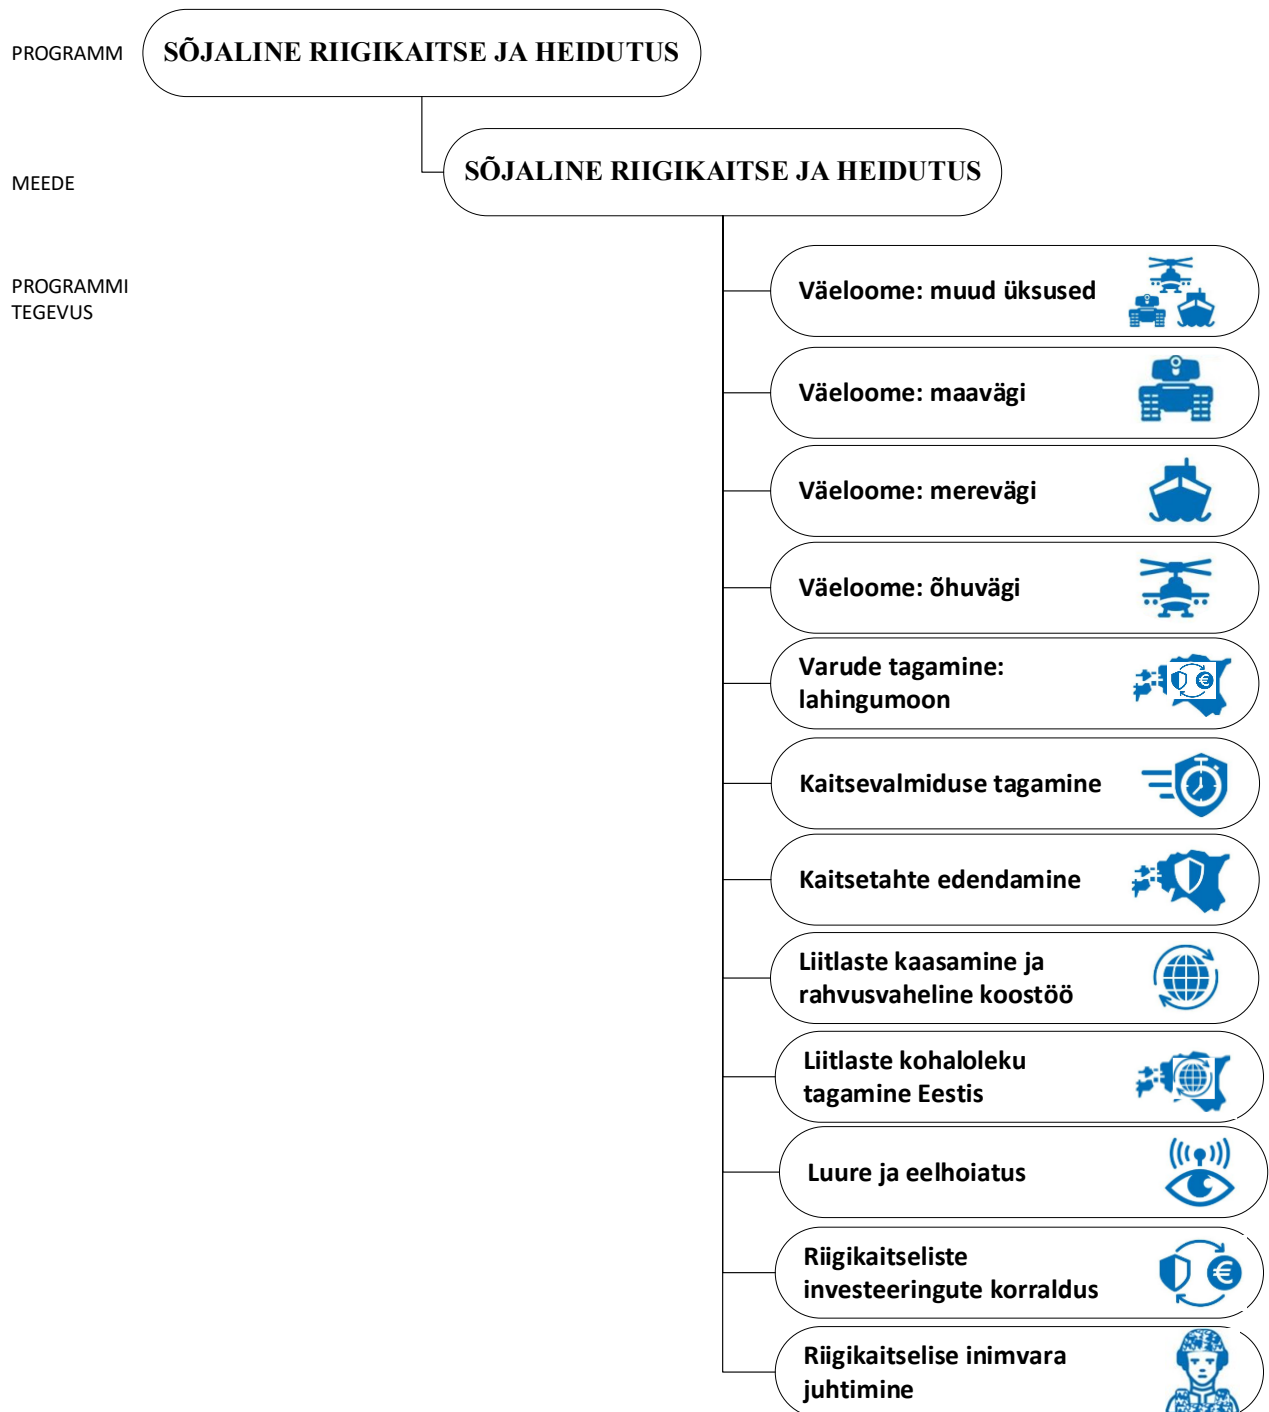 PROGRAMM
SÕJALINE RIIGIKAITSE JA HEIDUTUS
MEEDE
SÕJALINE RIIGIKAITSE JA HEIDUTUS
PROGRAMMI
TEGEVUS
Väeloome: muud üksused
Väeloome: maavägi
Väeloome: merevägi
Väeloome: õhuvägi
Varude tagamine:
lahingumoon
Kaitsevalmiduse tagamine
Kaitsetahte edendamine
Liitlaste kaasamine ja
rahvusvaheline koostöö
Liitlaste kohaloleku
tagamine Eestis
Luure ja eelhoiatus
Riigikaitseliste
investeeringute korraldus
Riigikaitselise inimvara
juhtimine